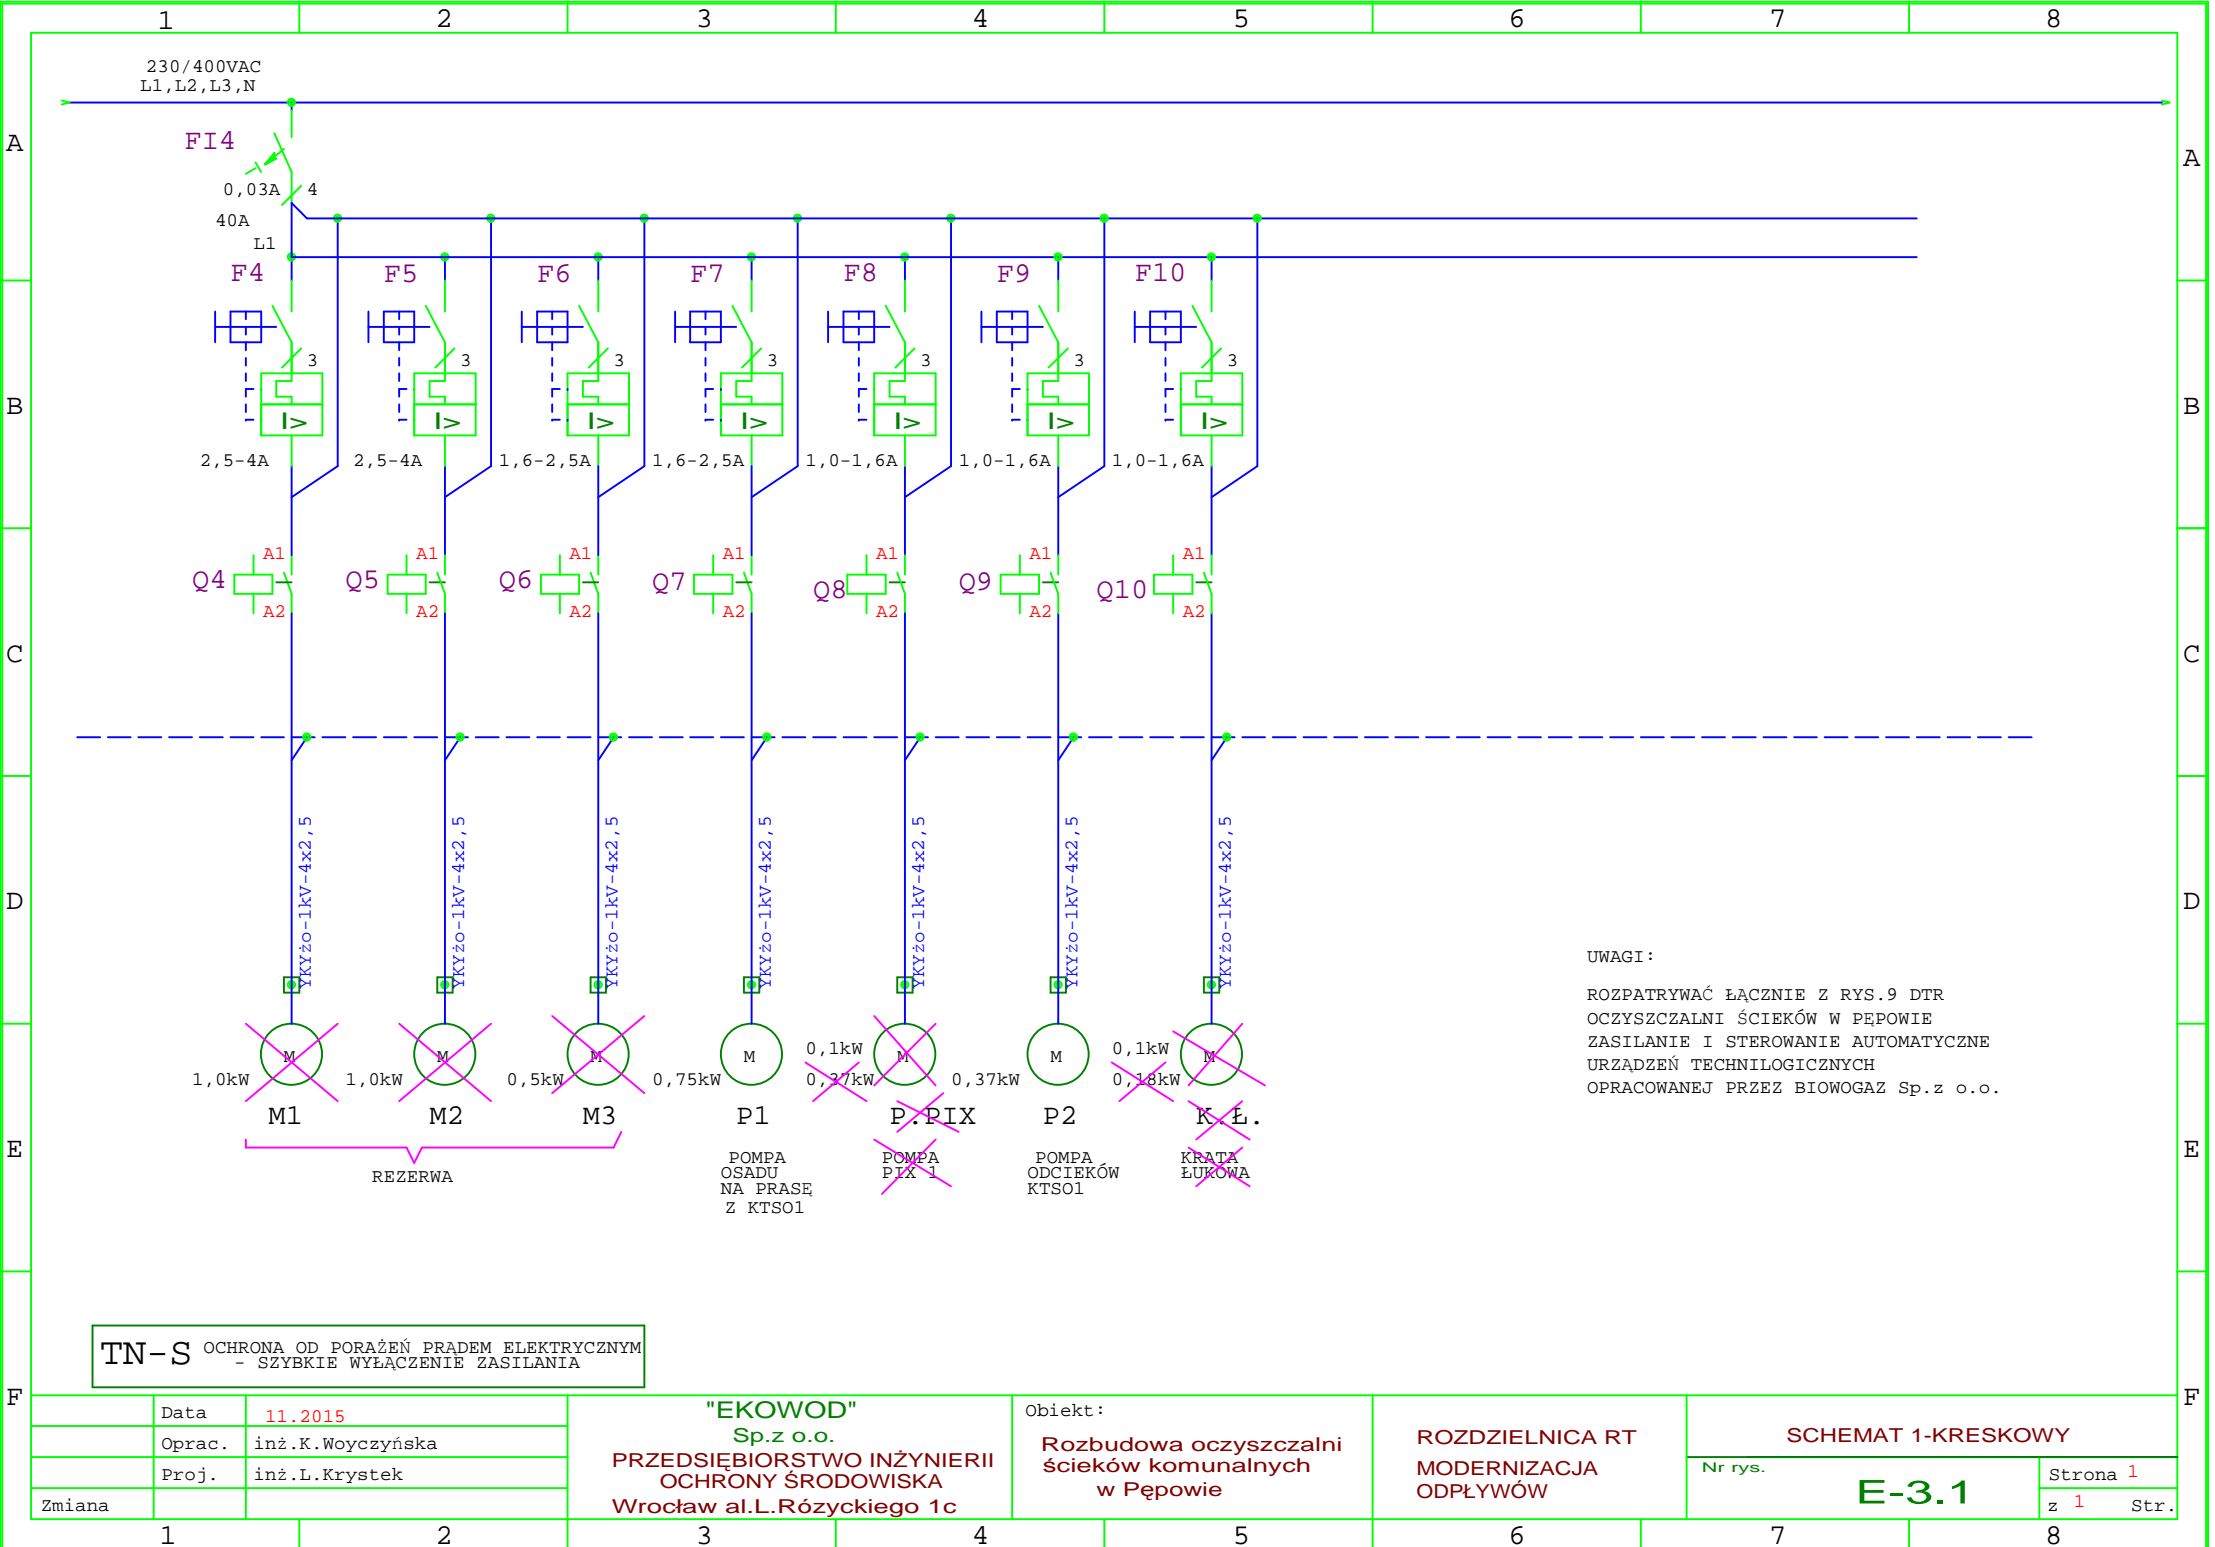 1 2 3 4 5 6 7 8
230/400VAC
L1,L2,L3,N
A A
FI4
0,03A 4
40A
L1
F4 F5 F6 F7 F8 F9 F10
3 3 3 3 3 3 3
B B
I> I> I> I> I> I> I>
2,5-4A 2,5-4A 1,6-2,5A 1,6-2,5A 1,0-1,6A 1,0-1,6A 1,0-1,6A
A1 A1 A1 A1 A1 A1 A1
Q4 Q5 Q6 Q7 Q8 Q9 Q10
A2 A2 A2 A2 A2 A2 A2
C C
YKYżo-1kV-4x2,5 YKYżo-1kV-4x2,5 YKYżo-1kV-4x2,5 YKYżo-1kV-4x2,5 YKYżo-1kV-4x2,5 YKYżo-1kV-4x2,5 YKYżo-1kV-4x2,5
D D
UWAGI:
ROZPATRYWAĆ ŁĄCZNIE Z RYS.9 DTR
OCZYSZCZALNI ŚCIEKÓW W PĘPOWIE
ZASILANIE I STEROWANIE AUTOMATYCZNE
URZĄDZEŃ TECHNILOGICZNYCH
OPRACOWANEJ PRZEZ BIOWOGAZ Sp.z o.o.
M M M M M M M
0,1kW 0,1kW
1,0kW 1,0kW 0,5kW 0,75kW 0,37kW 0,37kW 0,18kW
M1 M2 M3 P1 P.PIX P2 K.Ł.
E E
REZERWA
POMPA
OSADU
NA PRASĘ
Z KTSO1
POMPA
PIX 1
POMPA
ODCIEKÓW
KTSO1
KRATA
ŁUKOWA
TN-S OCHRONA OD PORAŻEŃ PRĄDEM ELEKTRYCZNYM
- SZYBKIE WYŁĄCZENIE ZASILANIA
F F
Data 11.2015
Oprac. inż.K.Woyczyńska
Proj. inż.L.Krystek
Zmiana
"EKOWOD"
Sp.z o.o.
PRZEDSIĘBIORSTWO INŻYNIERII
OCHRONY ŚRODOWISKA
Wrocław al.L.Rózyckiego 1c
Obiekt:
Rozbudowa oczyszczalni
ścieków komunalnych
w Pępowie
ROZDZIELNICA RT
MODERNIZACJA
ODPŁYWÓW
SCHEMAT 1-KRESKOWY
Nr rys.
E-3.1
Strona 1
z 1 Str.
1 2 3 4 5 6 7 8